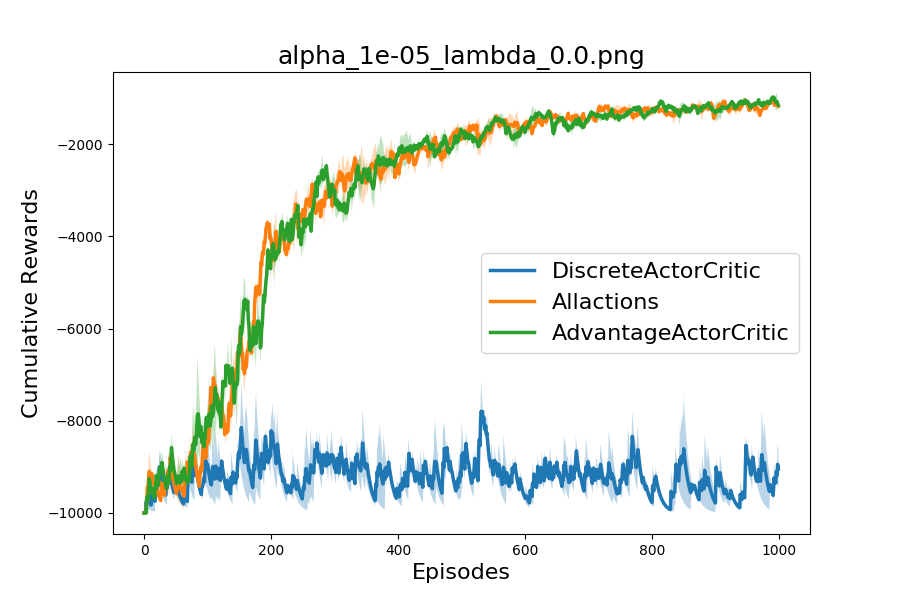 alpha_1e-05_lambda_0.0.png
Cumulative Rewards
−2000
−4000
−6000
−8000
−10000
DiscreteActorCritic
Allactions
AdvantageActorCritic
0
200
400
600
800
1000
Episodes